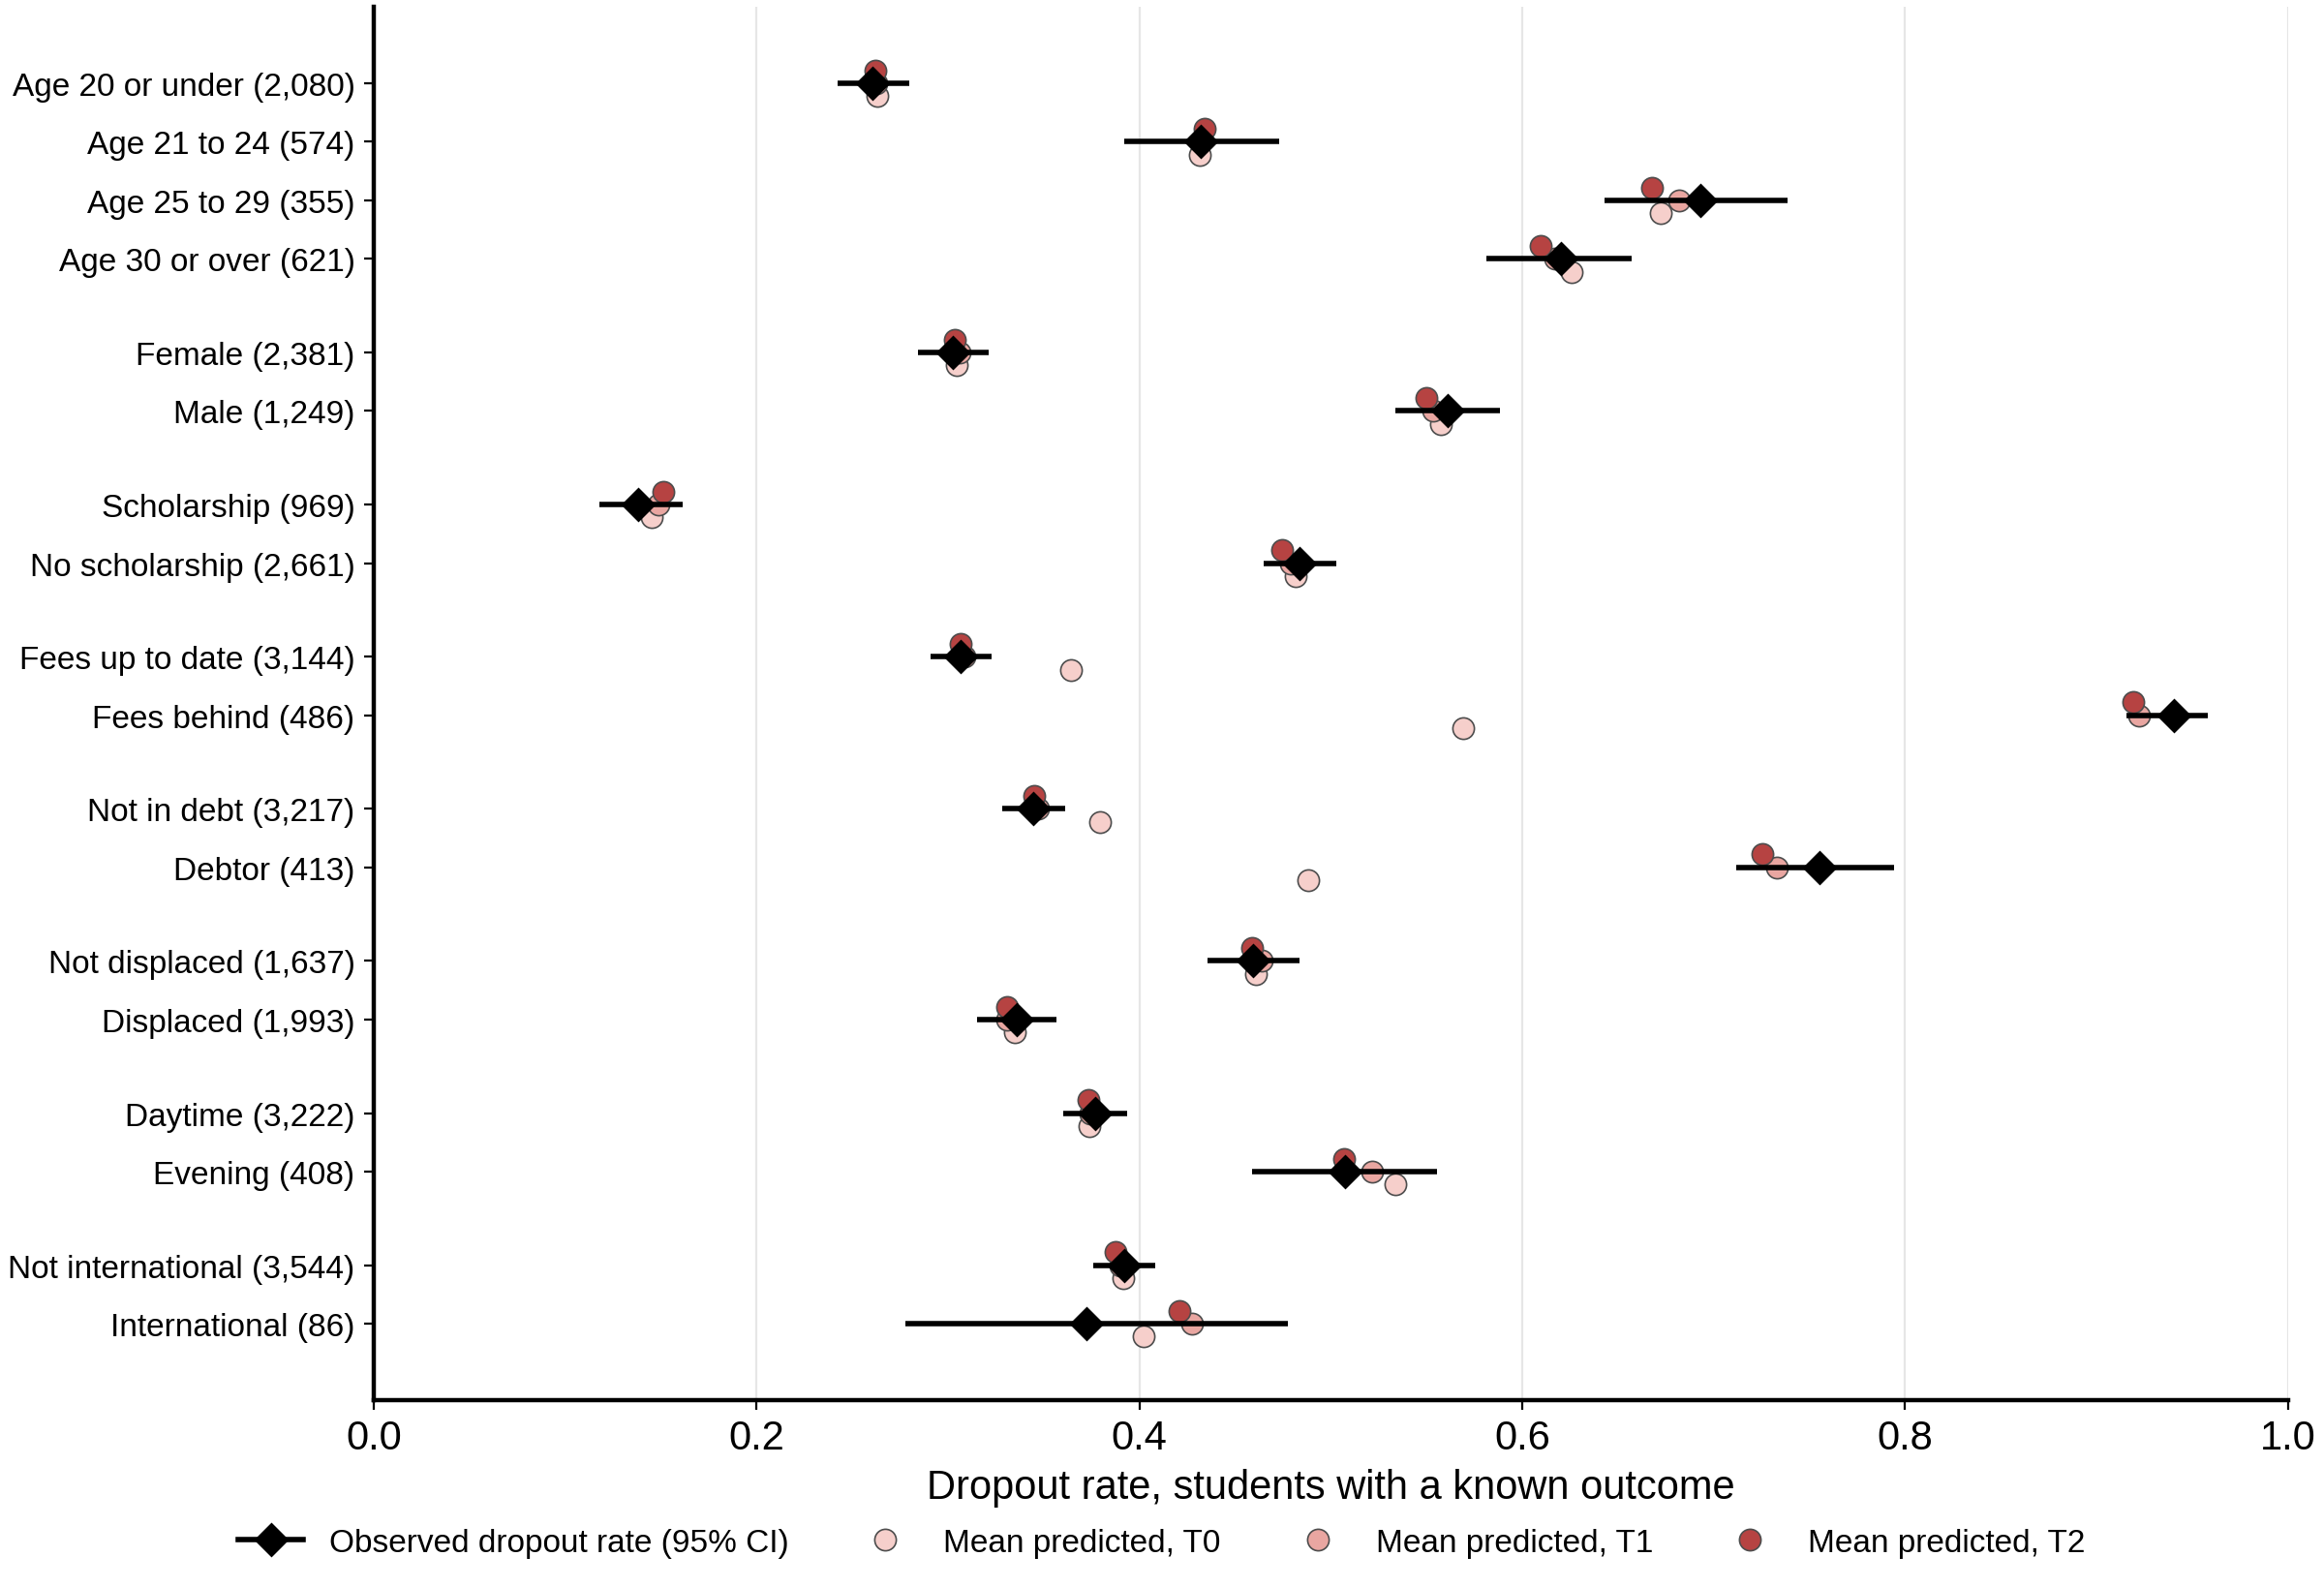 Age 20 or under (2,080)
Age 21 to 24 (574)
Age 25 to 29 (355)
Age 30 or over (621)
Female (2,381)
Male (1,249)
Scholarship (969)
No scholarship (2,661)
Fees up to date (3,144)
Fees behind (486)
Not in debt (3,217)
Debtor (413)
Not displaced (1,637)
Displaced (1,993)
Daytime (3,222)
Evening (408)
Not international (3,544)
International (86)
0.0 0.2 0.4 0.6 0.8 1.0
Dropout rate, students with a known outcome
Observed dropout rate (95% CI) Mean predicted, T0 Mean predicted, T1 Mean predicted, T2